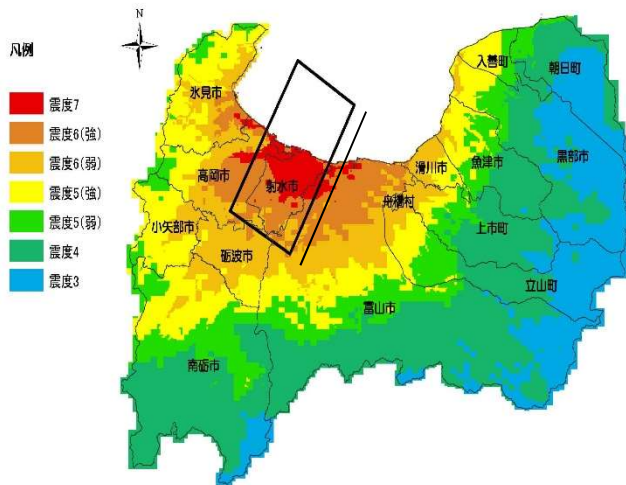 N
凡例
震度7
震度6(強)
震度6(弱)
震度5(強)
震度5(弱)
震度4
震度3
入善町
朝日町
氷見市
黒部市
魚津市
滑川市
高岡市
射水市
舟橋村
上市町
小矢部市
砺波市
立山町
富山市
南砺市